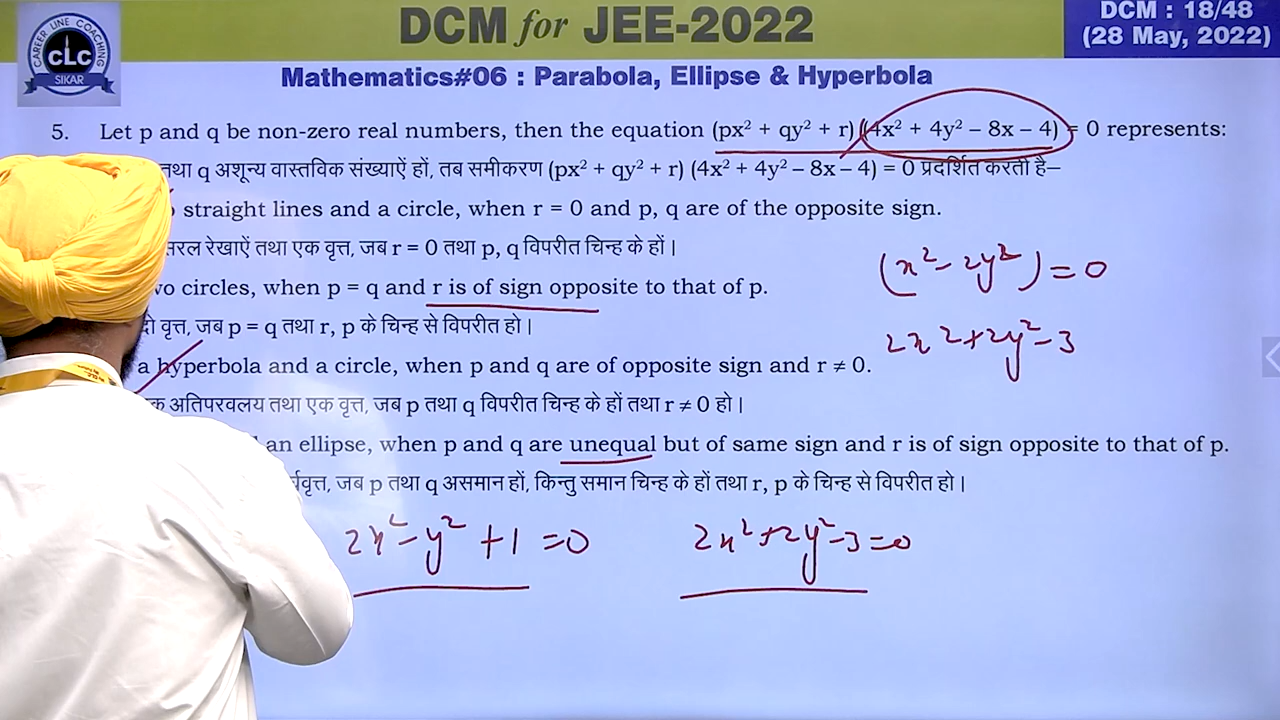 CAREER LINE COACHING
CLC
SIKAR
DCM for JEE-2022
DCM : 18/48
(28 May, 2022)
Mathematics#06 : Parabola, Ellipse & Hyperbola
5. Let p and q be non-zero real numbers, then the equation (px² + qy² + r) (4x² + 4y² – 8x – 4) = 0 represents:
तथा q अशून्य वास्तविक संख्याऐं हों, तब समीकरण (px² + qy² + r) (4x² + 4y² – 8x – 4) = 0 प्रदर्शित करती है–
straight lines and a circle, when r = 0 and p, q are of the opposite sign.
सरल रेखाऐं तथा एक वृत्त, जब r = 0 तथा p, q विपरीत चिन्ह के हों |
(x² - 2y²) = 0
wo circles, when p = q and r is of sign opposite to that of p.
दो वृत्त, जब p = q तथा r, p के चिन्ह से विपरीत हो |
2x² + 2y² - 3
a hyperbola and a circle, when p and q are of opposite sign and r ≠ 0.
क अतिपरवलय तथा एक वृत्त, जब p तथा q विपरीत चिन्ह के हों तथा r ≠ 0 हो |
an ellipse, when p and q are unequal but of same sign and r is of sign opposite to that of p.
र्घवृत्त, जब p तथा q असमान हों, किन्तु समान चिन्ह के हों तथा r, p के चिन्ह से विपरीत हो |
2x² - y² + 1 = 0
2x² + 2y² - 3 = 0